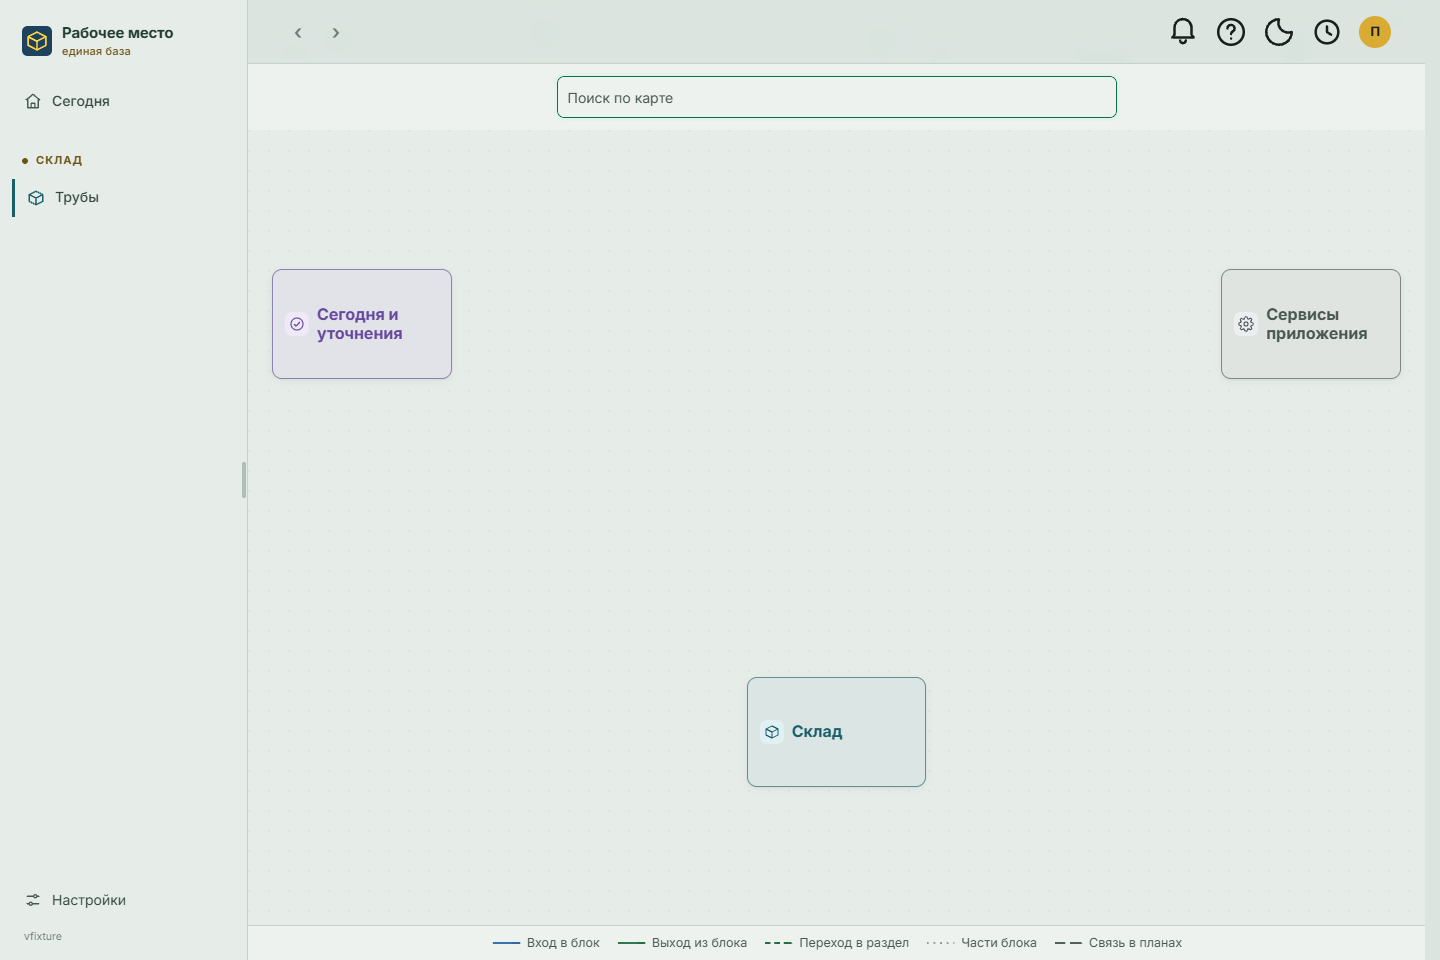 Рабочее место
единая база
Сегодня
СКЛАД
Трубы
Настройки
vfixture
П
Поиск по карте
Сегодня и
уточнения
Сервисы
приложения
Склад
Вход в блок
Выход из блока
Переход в раздел
Части блока
Связь в планах